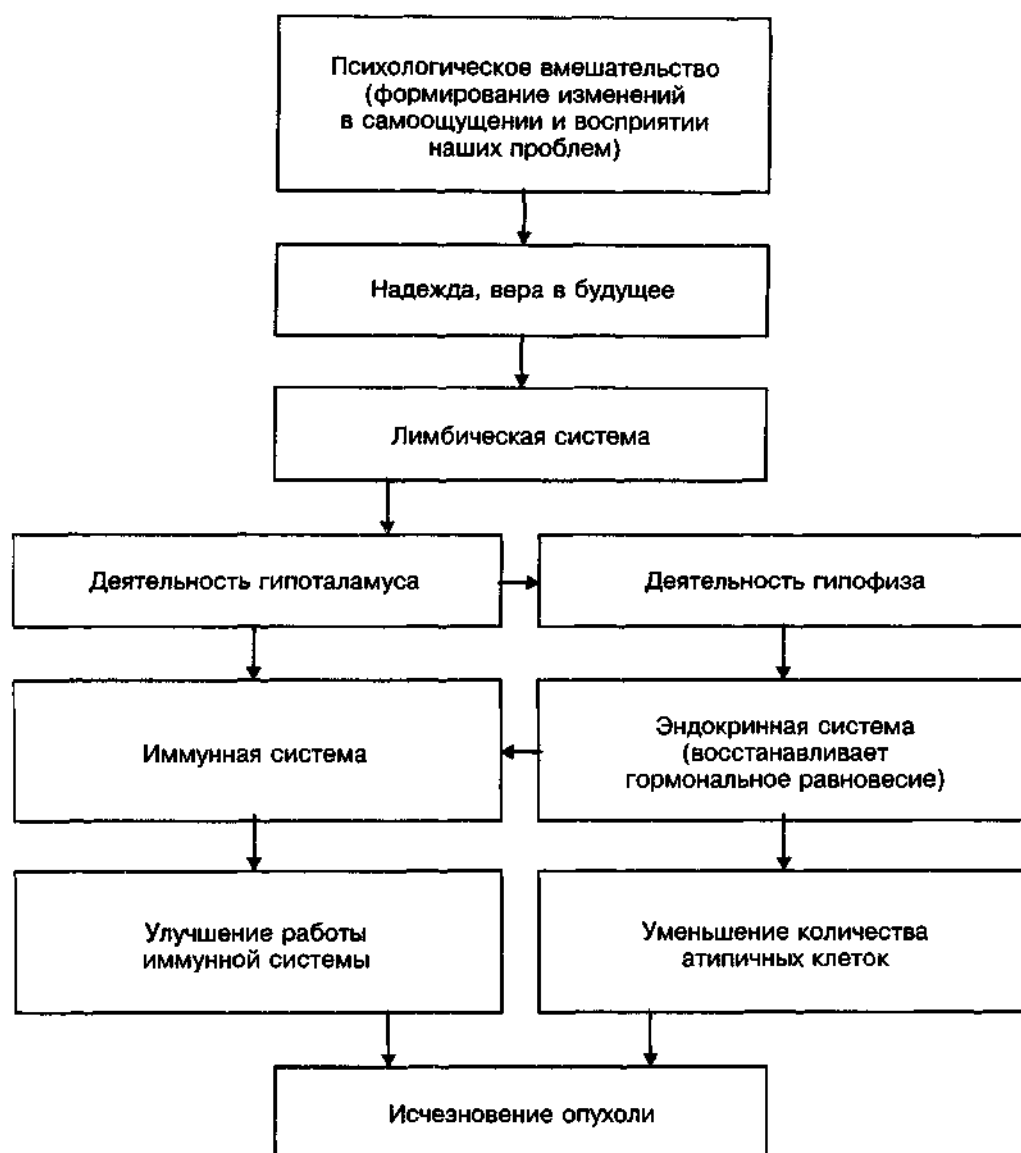 Психологическое вмешательство
(формирование изменений
в самоощущении и восприятии
наших проблем)
Надежда, вера в будущее
Лимбическая система
Деятельность гипоталамуса
Деятельность гипофиза
Иммунная система
Эндокринная система
(восстанавливает
гормональное равновесие)
Улучшение работы
иммунной системы
Уменьшение количества
атипичных клеток
Исчезновение опухоли